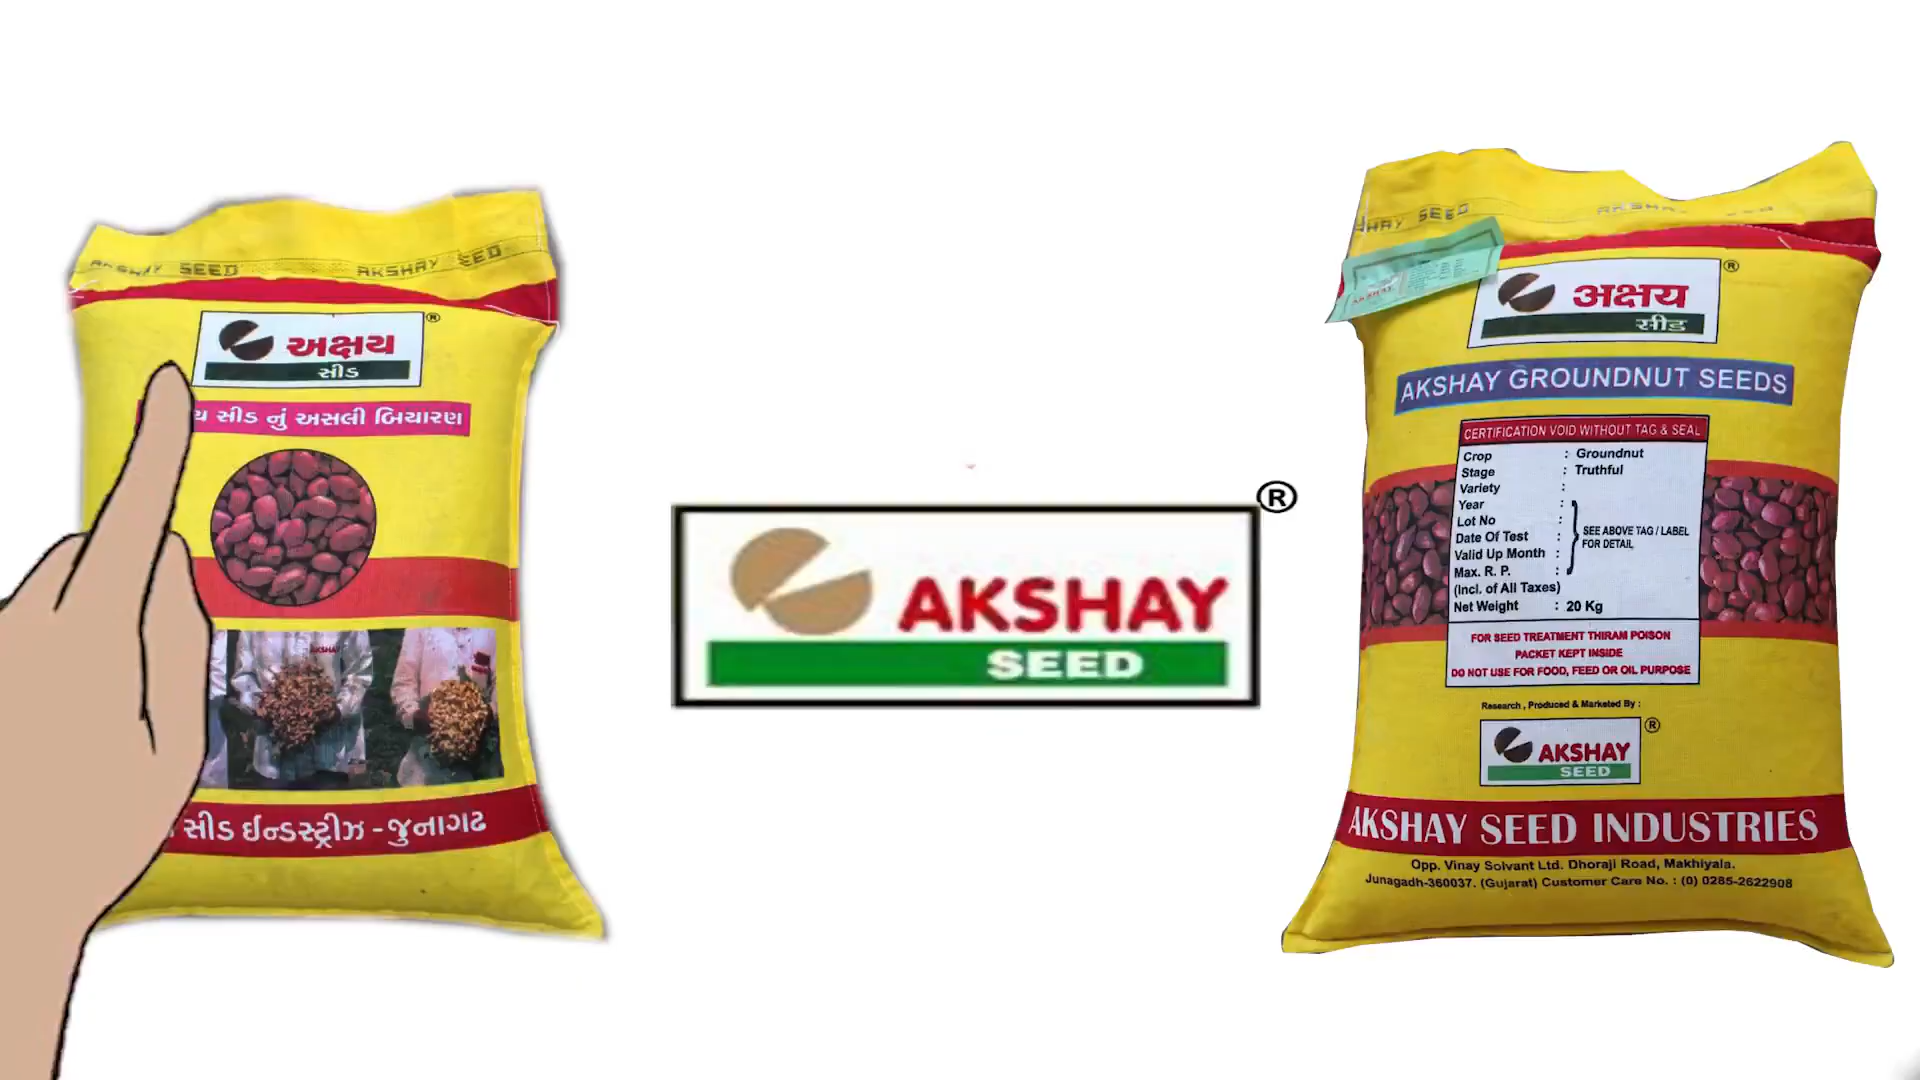 AKSHAY SEED
AKSHAY SEED
®
અક્ષય
સીડ
ય સીડ નું અસલી બિયારણ
AKSHAY
સીડ ઈન્ડસ્ટ્રીઝ - જુનાગઢ
®
AKSHAY
SEED
SEED
AKSHAY
®
अक्षय
सीड
AKSHAY GROUNDNUT SEEDS
CERTIFICATION VOID WITHOUT TAG & SEAL
Crop : Groundnut
Stage : Truthful
Variety :
Year :
Lot No :
Date Of Test :
Valid Up Month :
Max. R. P. :
(Incl. of All Taxes)
SEE ABOVE TAG / LABEL
FOR DETAIL
Net Weight : 20 Kg
FOR SEED TREATMENT THIRAM POISON
PACKET KEPT INSIDE
DO NOT USE FOR FOOD, FEED OR OIL PURPOSE
Research , Produced & Marketed By :
®
AKSHAY
SEED
AKSHAY SEED INDUSTRIES
Opp. Vinay Solvant Ltd. Dhoraji Road, Makhiyala.
Junagadh-360037. (Gujarat) Customer Care No. : (0) 0285-2622908